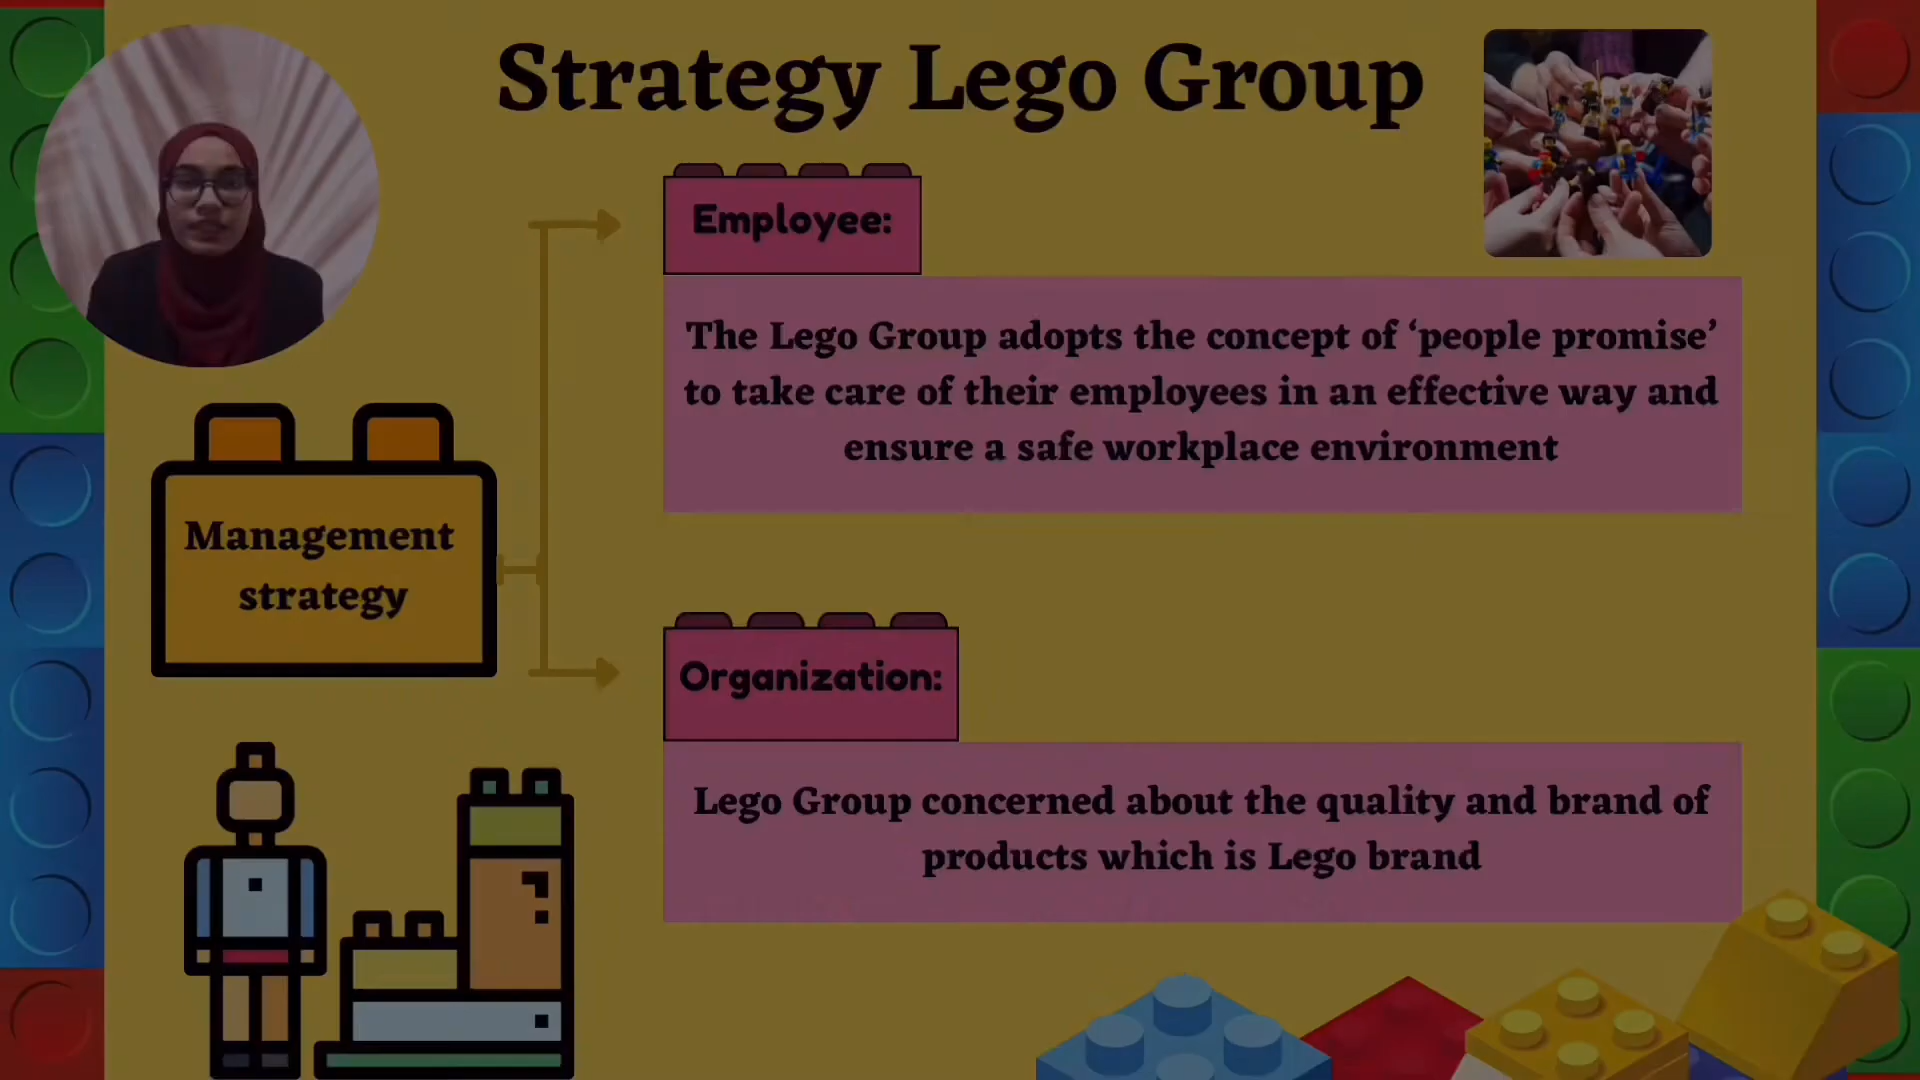 Strategy Lego Group
Employee:
The Lego Group adopts the concept of ‘people promise’
to take care of their employees in an effective way and
ensure a safe workplace environment
Management
strategy
Organization:
Lego Group concerned about the quality and brand of
products which is Lego brand